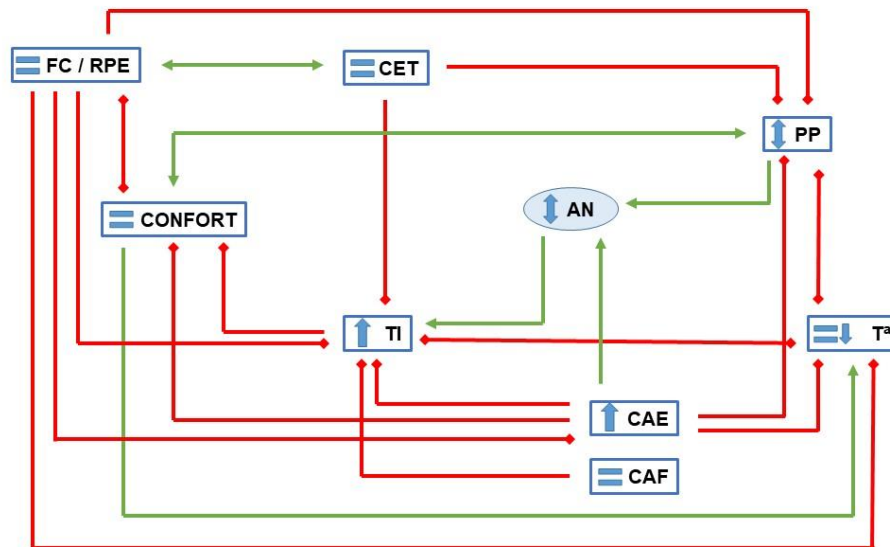 FC / RPE
CET
PP
CONFORT
AN
TI
Tª
CAE
CAF